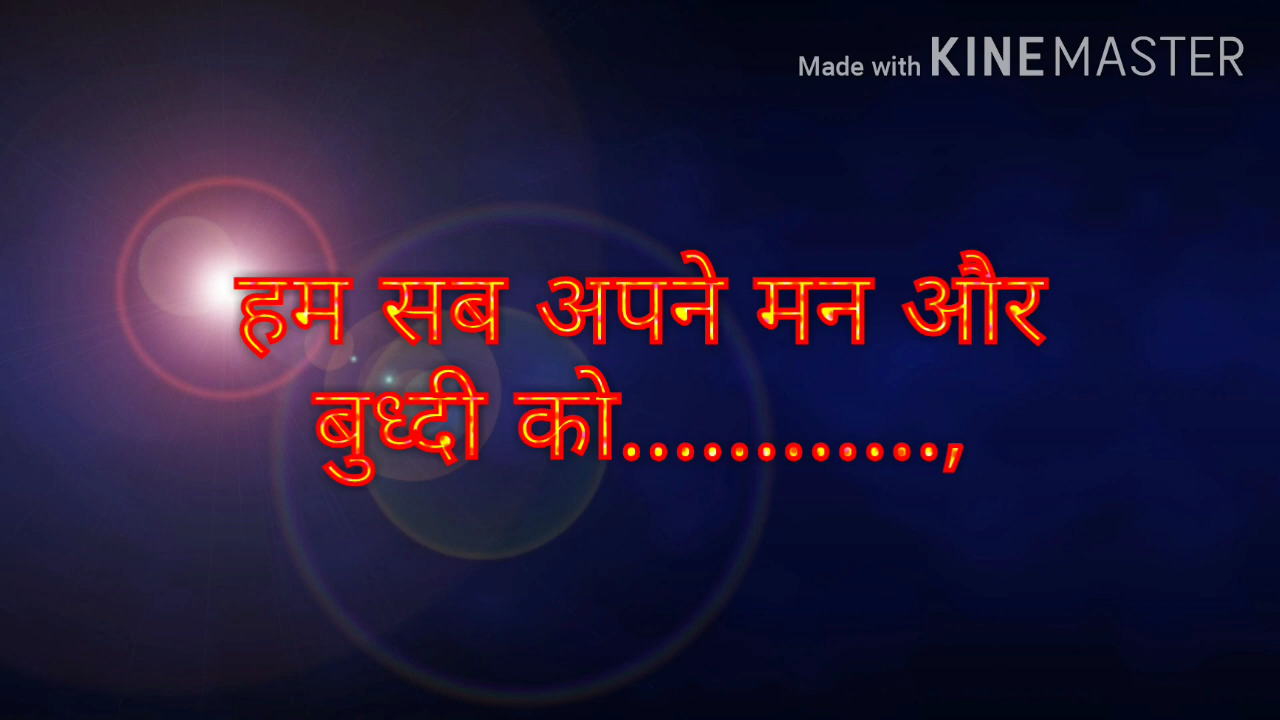 Made with KINEMASTER
हम सब अपने मन और
बुध्दी को............,